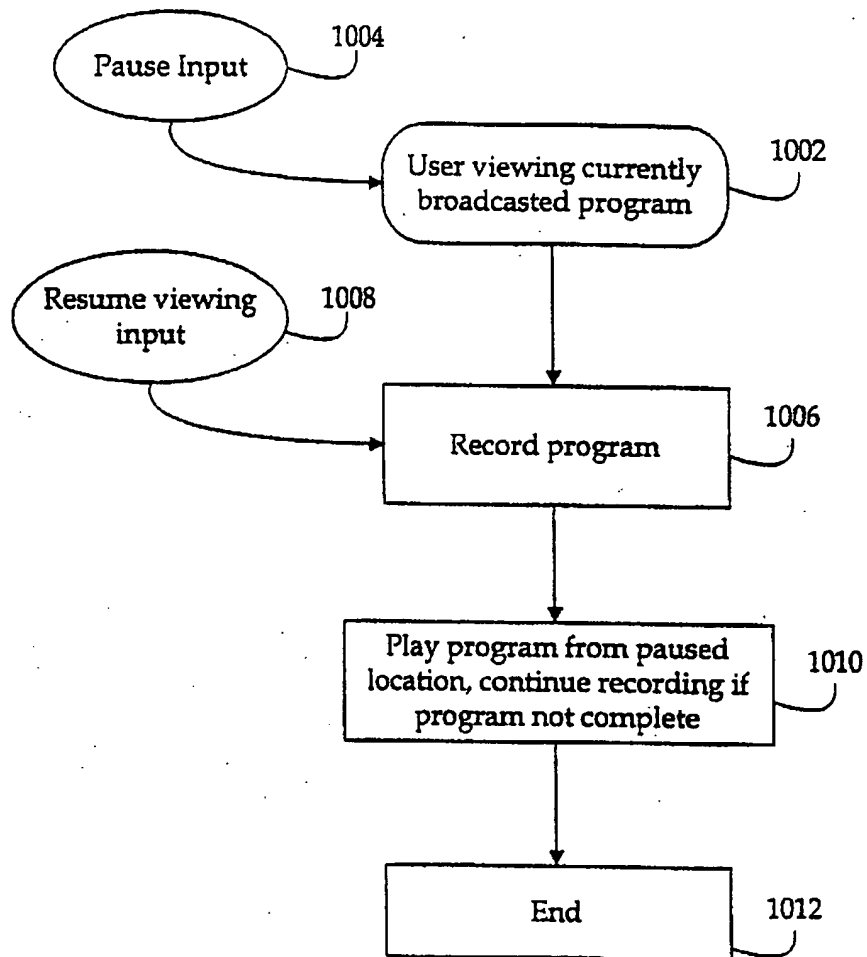 1004
Pause Input
1002
User viewing currently
broadcasted program
1008
Resume viewing
input
1006
Record program
1010
Play program from paused
location, continue recording if
program not complete
1012
End